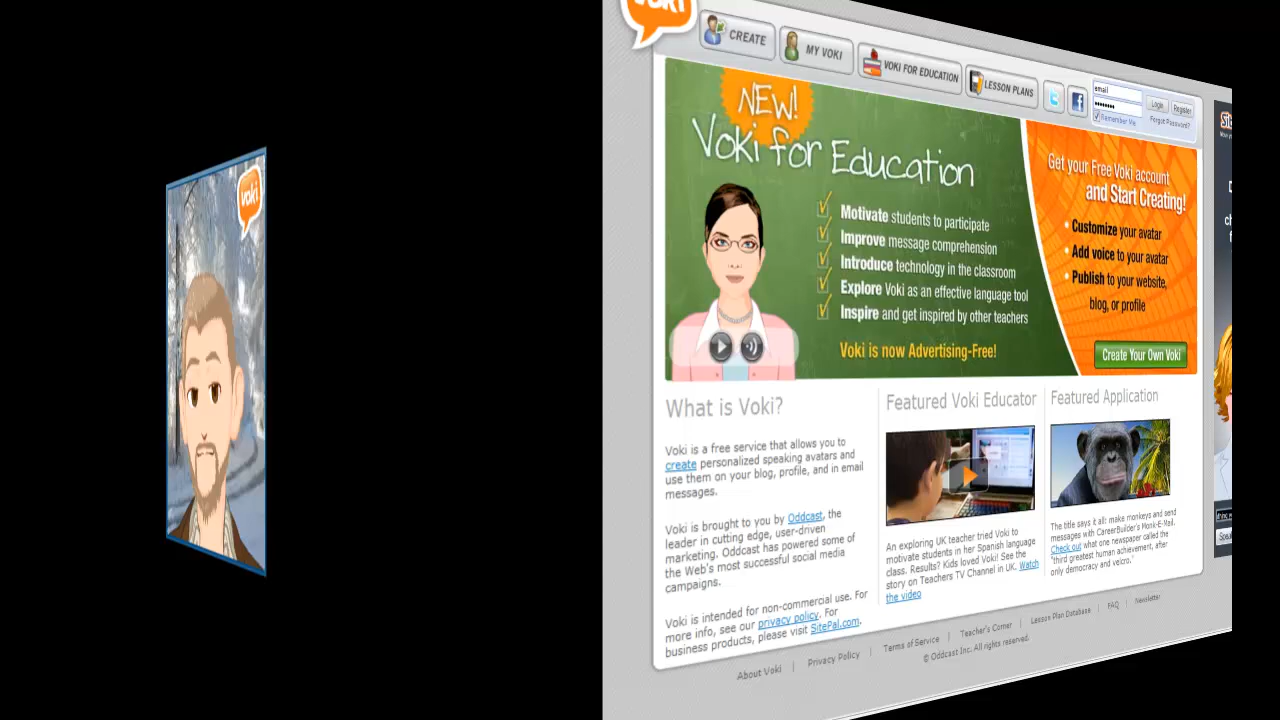 voki
VOKI
CREATE
MY VOKI
VOKI FOR EDUCATION
LESSON PLANS
email
Login
Register
Remember Me
Forgot Password?
NEW!
Voki for Education
Motivate students to participate
Improve message comprehension
Introduce technology in the classroom
Explore Voki as an effective language tool
Inspire and get inspired by other teachers
Voki is now Advertising-Free!
Get your Free Voki account
and Start Creating!
• Customize your avatar
• Add voice to your avatar
• Publish to your website,
blog, or profile
Create Your Own Voki
What is Voki?
Voki is a free service that allows you to
create personalized speaking avatars and
use them on your blog, profile, and in email
messages.
Voki is brought to you by Oddcast, the
leader in cutting edge, user-driven
marketing. Oddcast has powered some of
the Web's most successful social media
campaigns.
Voki is intended for non-commercial use. For
more info, see our privacy policy. For
business products, please visit SitePal.com.
Featured Voki Educator
An exploring UK teacher tried Voki to
motivate students in her Spanish language
class. Results? Kids loved Voki! See the
story on Teachers TV Channel in UK. Watch
the video
Featured Application
The title says it all: make monkeys and send
messages with CareerBuilder's Monk-E-Mail.
Check out what one newspaper called the
"third greatest human achievement, after
only democracy and velcro."
About Voki | Privacy Policy | Terms of Service | Teacher's Corner | Lesson Plan Database | FAQ | Newsletter
© Oddcast Inc. All rights reserved.